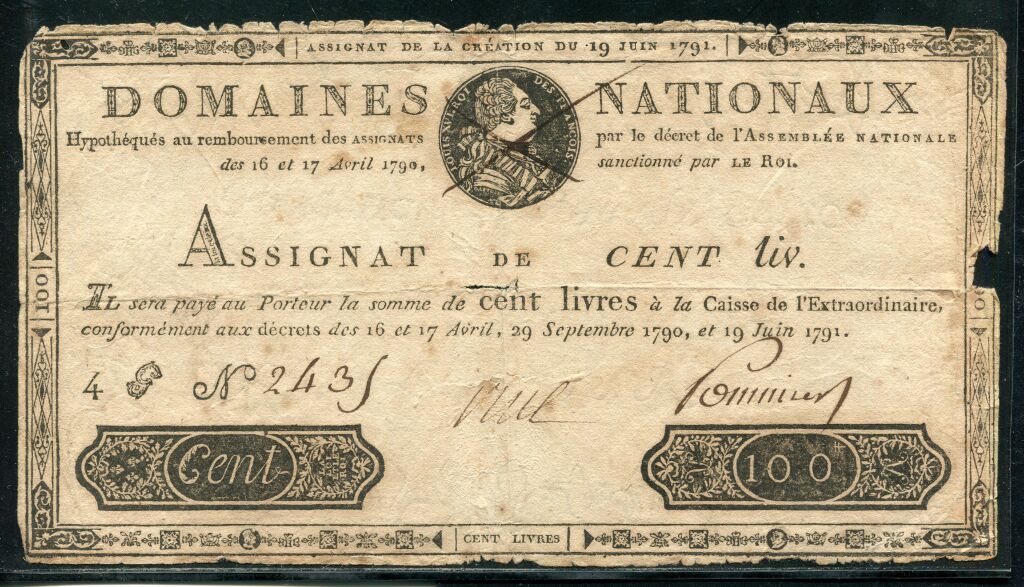 ASSIGNAT DE LA CRÉATION DU 19 JUIN 1791.
DOMAINES NATIONAUX
LOUIS XVI ROI DES FRANÇOIS
Hypothéqués au remboursement des ASSIGNATS par le décret de l'ASSEMBLÉE NATIONALE
des 16 et 17 Avril 1790, sanctionné par LE ROI.
ASSIGNAT DE CENT liv.
IL sera payé au Porteur la somme de cent livres à la Caisse de l'Extraordinaire,
conformément aux décrets des 16 et 17 Avril, 29 Septembre 1790, et 19 Juin 1791.
4 G No 2435
Pommier
Cent
100
100
CENT LIVRES